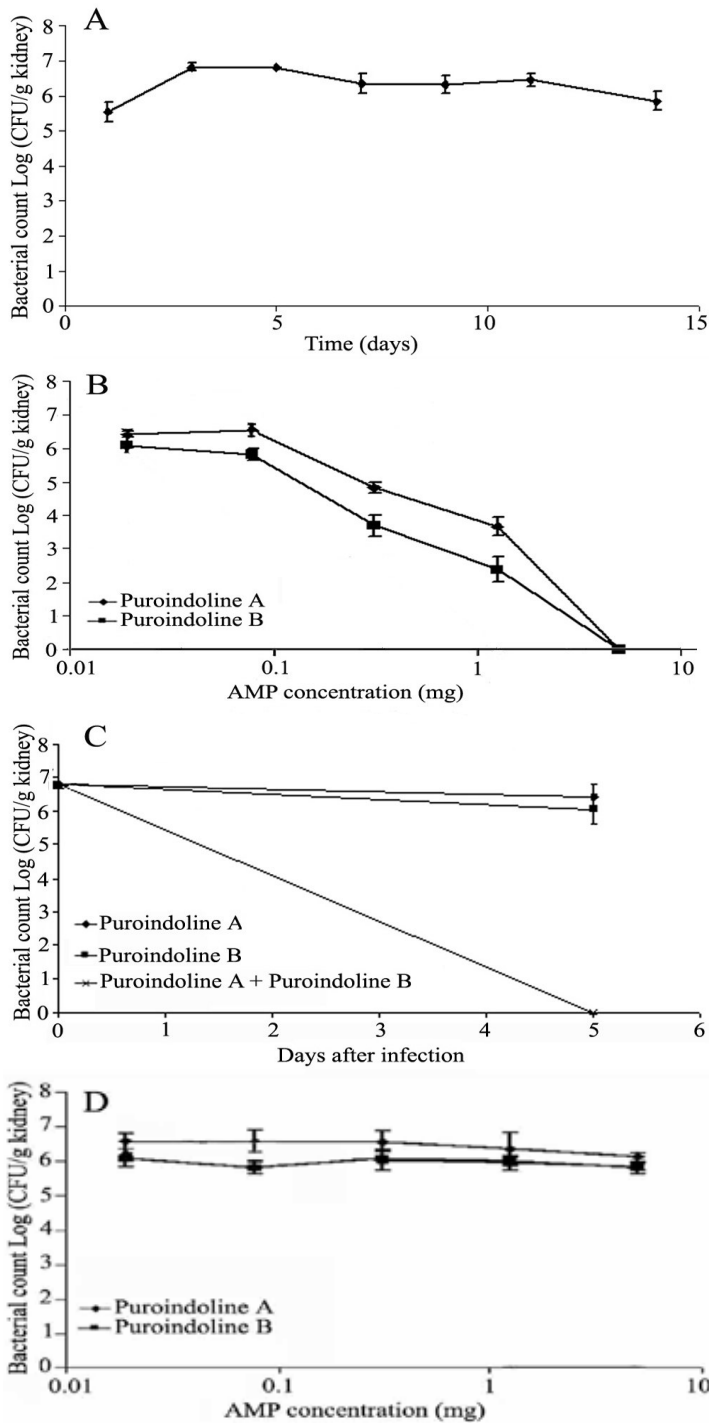 A
Bacterial count Log (CFU/g kidney)
8
7
6
5
4
3
2
1
0
0 5 10 15
Time (days)
B
Bacterial count Log (CFU/g kidney)
8
7
6
5
4
3
2
1
0
Puroindoline A
Puroindoline B
0.01 0.1 1 10
AMP concentration (mg)
C
Bacterial count Log (CFU/g kidney)
8
7
6
5
4
3
2
1
0
Puroindoline A
Puroindoline B
Puroindoline A + Puroindoline B
0 1 2 3 4 5 6
Days after infection
D
Bacterial count Log (CFU/g kidney)
8
7
6
5
4
3
2
1
0
Puroindoline A
Puroindoline B
0.01 0.1 1 10
AMP concentration (mg)